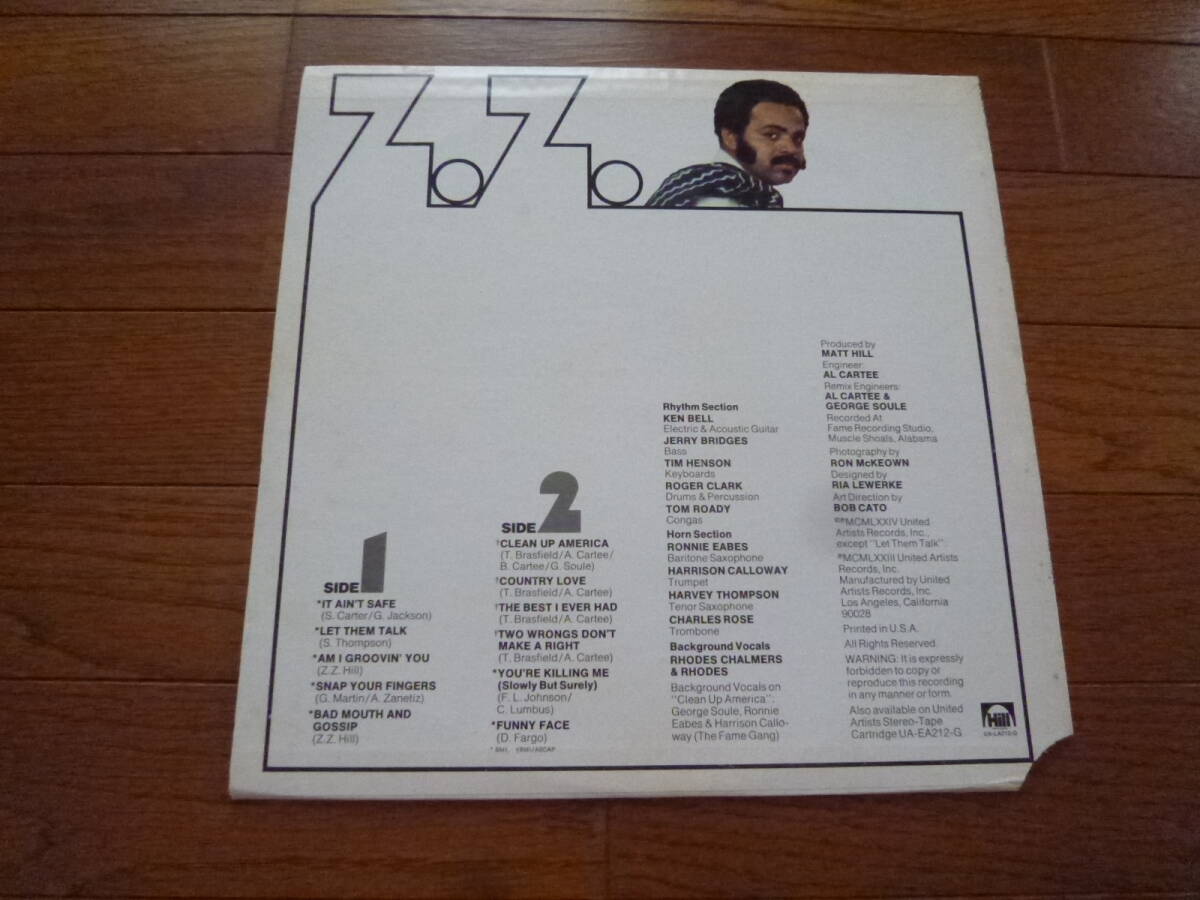 Z.Z.
SIDE 1
*IT AIN'T SAFE
(S. Carter/G. Jackson)
*LET THEM TALK
(S. Thompson)
*AM I GROOVIN' YOU
(Z.Z. Hill)
*SNAP YOUR FINGERS
(G. Martin/A. Zanetiz)
*BAD MOUTH AND
GOSSIP
(Z.Z. Hill)
SIDE 2
†CLEAN UP AMERICA
(T. Brasfield/A. Cartee/
B. Cartee/G. Soule)
†COUNTRY LOVE
(T. Brasfield/A. Cartee)
†THE BEST I EVER HAD
(T. Brasfield/A. Cartee)
†TWO WRONGS DON'T
MAKE A RIGHT
(T. Brasfield/A. Cartee)
*YOU'RE KILLING ME
(Slowly But Surely)
(F. L. Johnson/
C. Lumbus)
*FUNNY FACE
(D. Fargo)
* BMI. †BMI/ASCAP
Rhythm Section
KEN BELL
Electric & Acoustic Guitar
JERRY BRIDGES
Bass
TIM HENSON
Keyboards
ROGER CLARK
Drums & Percussion
TOM ROADY
Congas
Horn Section
RONNIE EABES
Baritone Saxophone
HARRISON CALLOWAY
Trumpet
HARVEY THOMPSON
Tenor Saxophone
CHARLES ROSE
Trombone
Background Vocals
RHODES CHALMERS
& RHODES
Background Vocals on
"Clean Up America":
George Soule, Ronnie
Eabes & Harrison Callo-
way (The Fame Gang)
Produced by
MATT HILL
Engineer:
AL CARTEE
Remix Engineers:
AL CARTEE &
GEORGE SOULE
Recorded At
Fame Recording Studio,
Muscle Shoals, Alabama
Photography by
RON McKEOWN
Designed by
RIA LEWERKE
Art Direction by
BOB CATO
©℗MCMLXXIV United
Artists Records, Inc.,
except "Let Them Talk".
℗MCMLXXIII United Artists
Records, Inc.
Manufactured by United
Artists Records, Inc.
Los Angeles, California
90028
Printed in U.S.A.
All Rights Reserved.
WARNING: It is expressly
forbidden to copy or
reproduce this recording
in any manner or form.
Also available on United
Artists Stereo-Tape
Cartridge UA-EA212-G
Hill
UA-LA212-G